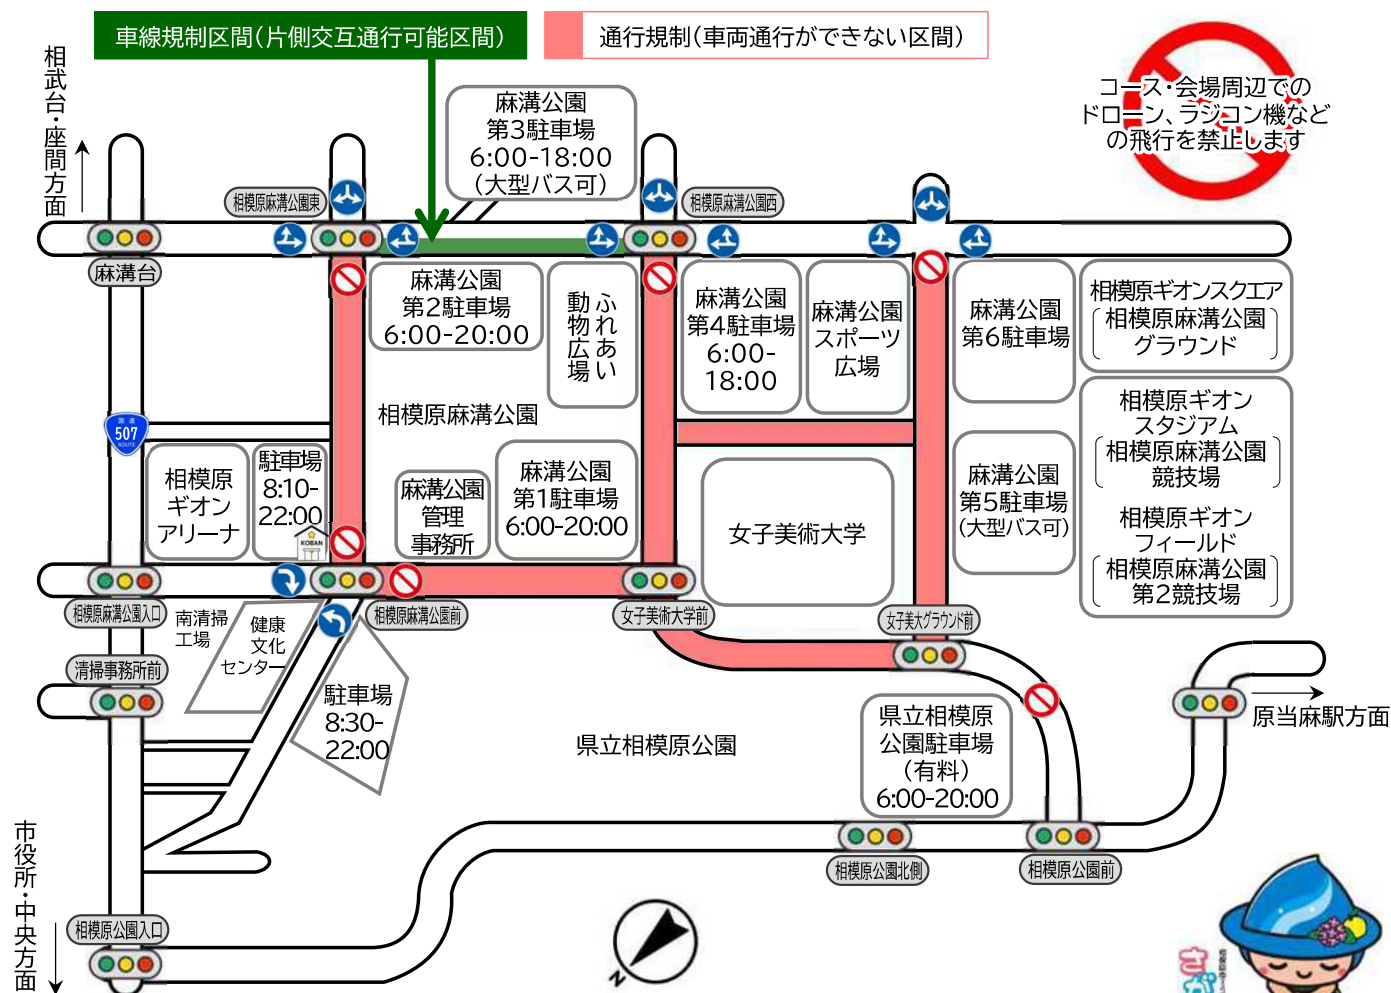 車線規制区間(片側交互通行可能区間)
通行規制(車両通行ができない区間)
コース・会場周辺での
ドローン、ラジコン機など
の飛行を禁止します
相武台・座間方面
麻溝公園
第3駐車場
6:00-18:00
(大型バス可)
相模原麻溝公園東
相模原麻溝公園西
麻溝台
麻溝公園
第2駐車場
6:00-20:00
ふれあい
動物広場
麻溝公園
第4駐車場
6:00-
18:00
麻溝公園
スポーツ
広場
麻溝公園
第6駐車場
相模原ギオンスクエア
相模原麻溝公園
グラウンド
相模原ギオン
スタジアム
相模原麻溝公園
競技場
相模原ギオン
フィールド
相模原麻溝公園
第2競技場
国道
507
ROUTE
相模原麻溝公園
相模原
ギオン
アリーナ
駐車場
8:10-
22:00
KOBAN
麻溝公園
管理
事務所
麻溝公園
第1駐車場
6:00-20:00
女子美術大学
麻溝公園
第5駐車場
(大型バス可)
相模原麻溝公園入口
相模原麻溝公園前
女子美術大学前
女子美大グラウンド前
南清掃
工場
健康
文化
センター
清掃事務所前
駐車場
8:30-
22:00
県立相模原公園
県立相模原
公園駐車場
(有料)
6:00-20:00
原当麻駅方面
相模原公園北側
相模原公園前
市役所・中央方面
相模原公園入口
N
さが